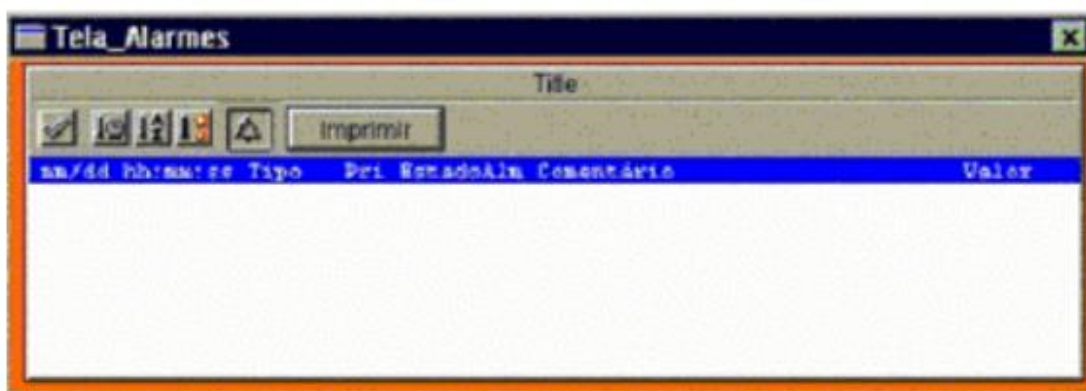 Tela_Alarmes
Title
Imprimir
mm/dd hh:mm:ss Tipo Pri EstadoAlm Comentário Valor